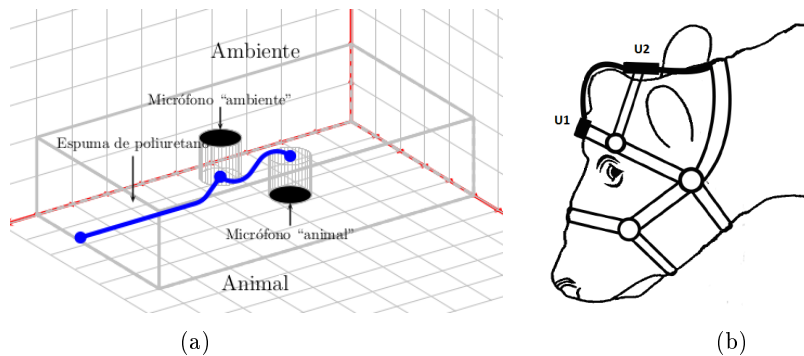 Ambiente
Micrófono “ambiente”
Espuma de poliuretano
Micrófono “animal”
Animal
(a)
U2
U1
(b)